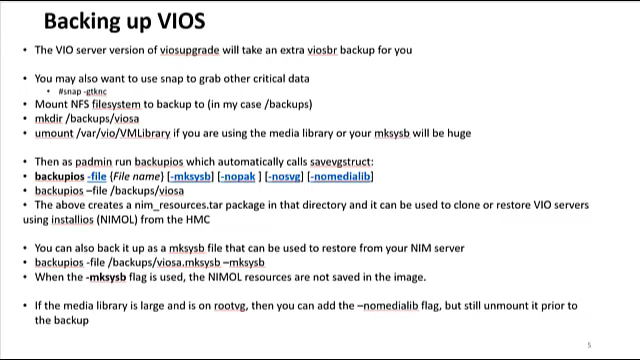 Backing up VIOS
• The VIO server version of viosupgrade will take an extra viosbr backup for you
• You may also want to use snap to grab other critical data
• #snap -gtknc
• Mount NFS filesystem to backup to (in my case /backups)
• mkdir /backups/viosa
• umount /var/vio/VMLibrary if you are using the media library or your mksysb will be huge
• Then as padmin run backupios which automatically calls savevgstruct:
• backupios -file {File name} [-mksysb] [-nopak ] [-nosvg] [-nomedialib]
• backupios –file /backups/viosa
• The above creates a nim_resources.tar package in that directory and it can be used to clone or restore VIO servers
using installios (NIMOL) from the HMC
• You can also back it up as a mksysb file that can be used to restore from your NIM server
• backupios -file /backups/viosa.mksysb –mksysb
• When the -mksysb flag is used, the NIMOL resources are not saved in the image.
• If the media library is large and is on rootvg, then you can add the –nomedialib flag, but still unmount it prior to
the backup
5